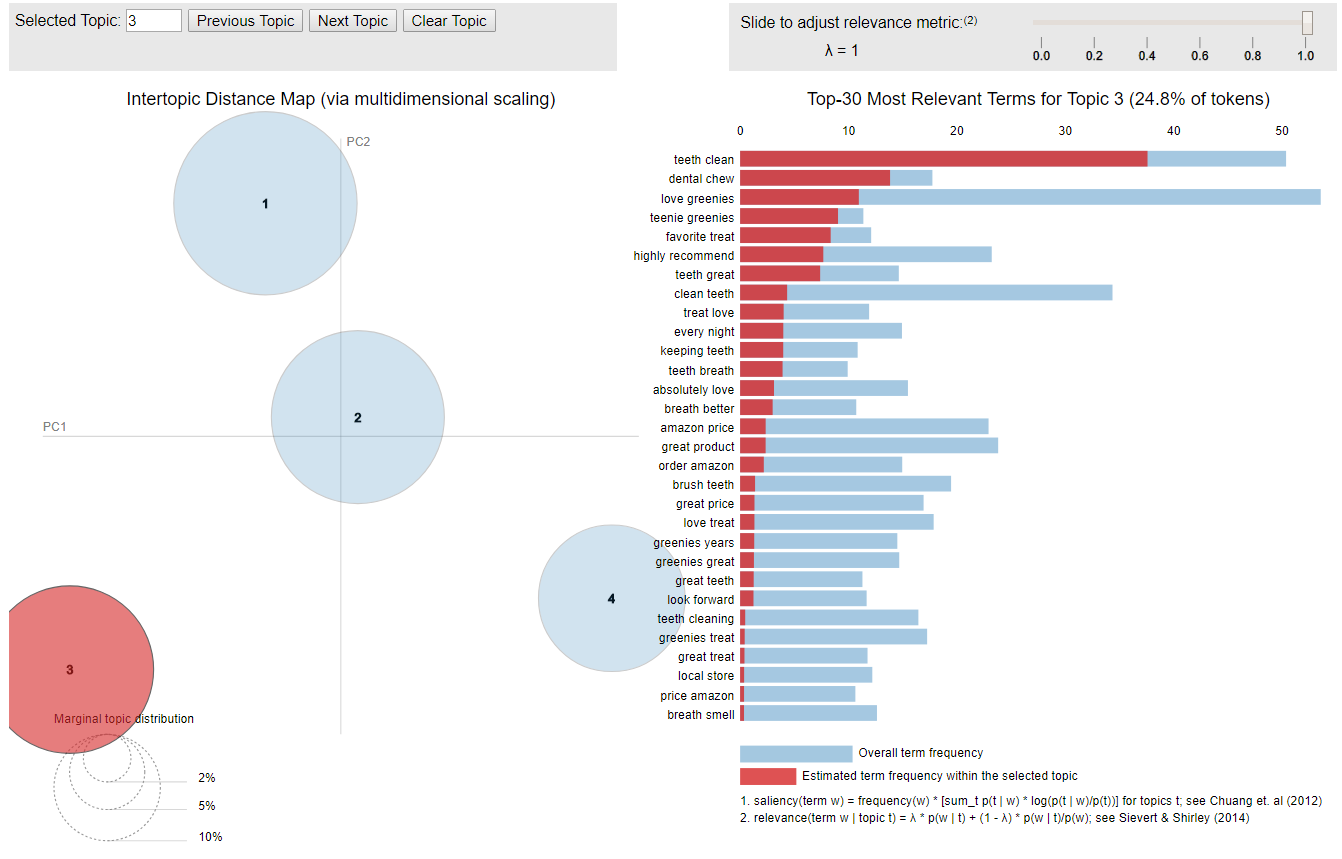 Selected Topic: 3 Previous Topic Next Topic Clear Topic
Slide to adjust relevance metric:(2)
λ = 1
0.0 0.2 0.4 0.6 0.8 1.0
Intertopic Distance Map (via multidimensional scaling)
PC2
PC1
1
2
3
4
Marginal topic distribution
2%
5%
10%
Top-30 Most Relevant Terms for Topic 3 (24.8% of tokens)
0 10 20 30 40 50
teeth clean
dental chew
love greenies
teenie greenies
favorite treat
highly recommend
teeth great
clean teeth
treat love
every night
keeping teeth
teeth breath
absolutely love
breath better
amazon price
great product
order amazon
brush teeth
great price
love treat
greenies years
greenies great
great teeth
look forward
teeth cleaning
greenies treat
great treat
local store
price amazon
breath smell
Overall term frequency
Estimated term frequency within the selected topic
1. saliency(term w) = frequency(w) * [sum_t p(t | w) * log(p(t | w)/p(t))] for topics t; see Chuang et. al (2012)
2. relevance(term w | topic t) = λ * p(w | t) + (1 - λ) * p(w | t)/p(w); see Sievert & Shirley (2014)